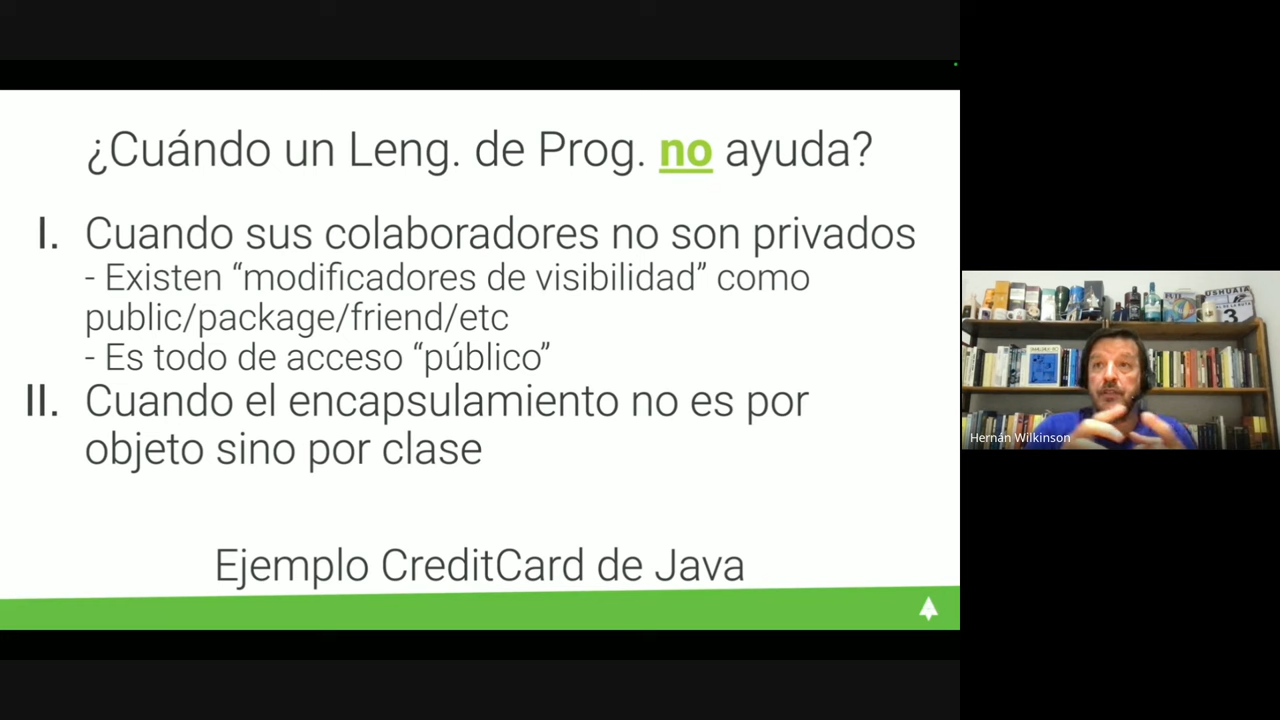 ¿Cuándo un Leng. de Prog. no ayuda?
I. Cuando sus colaboradores no son privados
- Existen “modificadores de visibilidad” como
public/package/friend/etc
- Es todo de acceso “público”
II. Cuando el encapsulamiento no es por
objeto sino por clase
Ejemplo CreditCard de Java
USHUAIA
3
Hernán Wilkinson